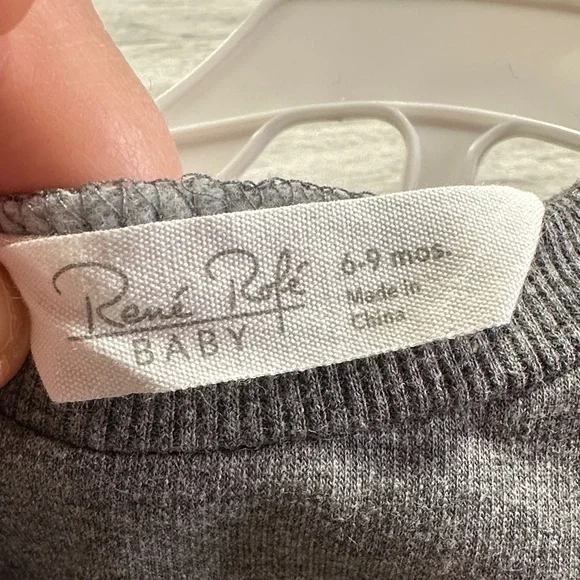 René Rofé
BABY
6-9 mos.
Made in
China